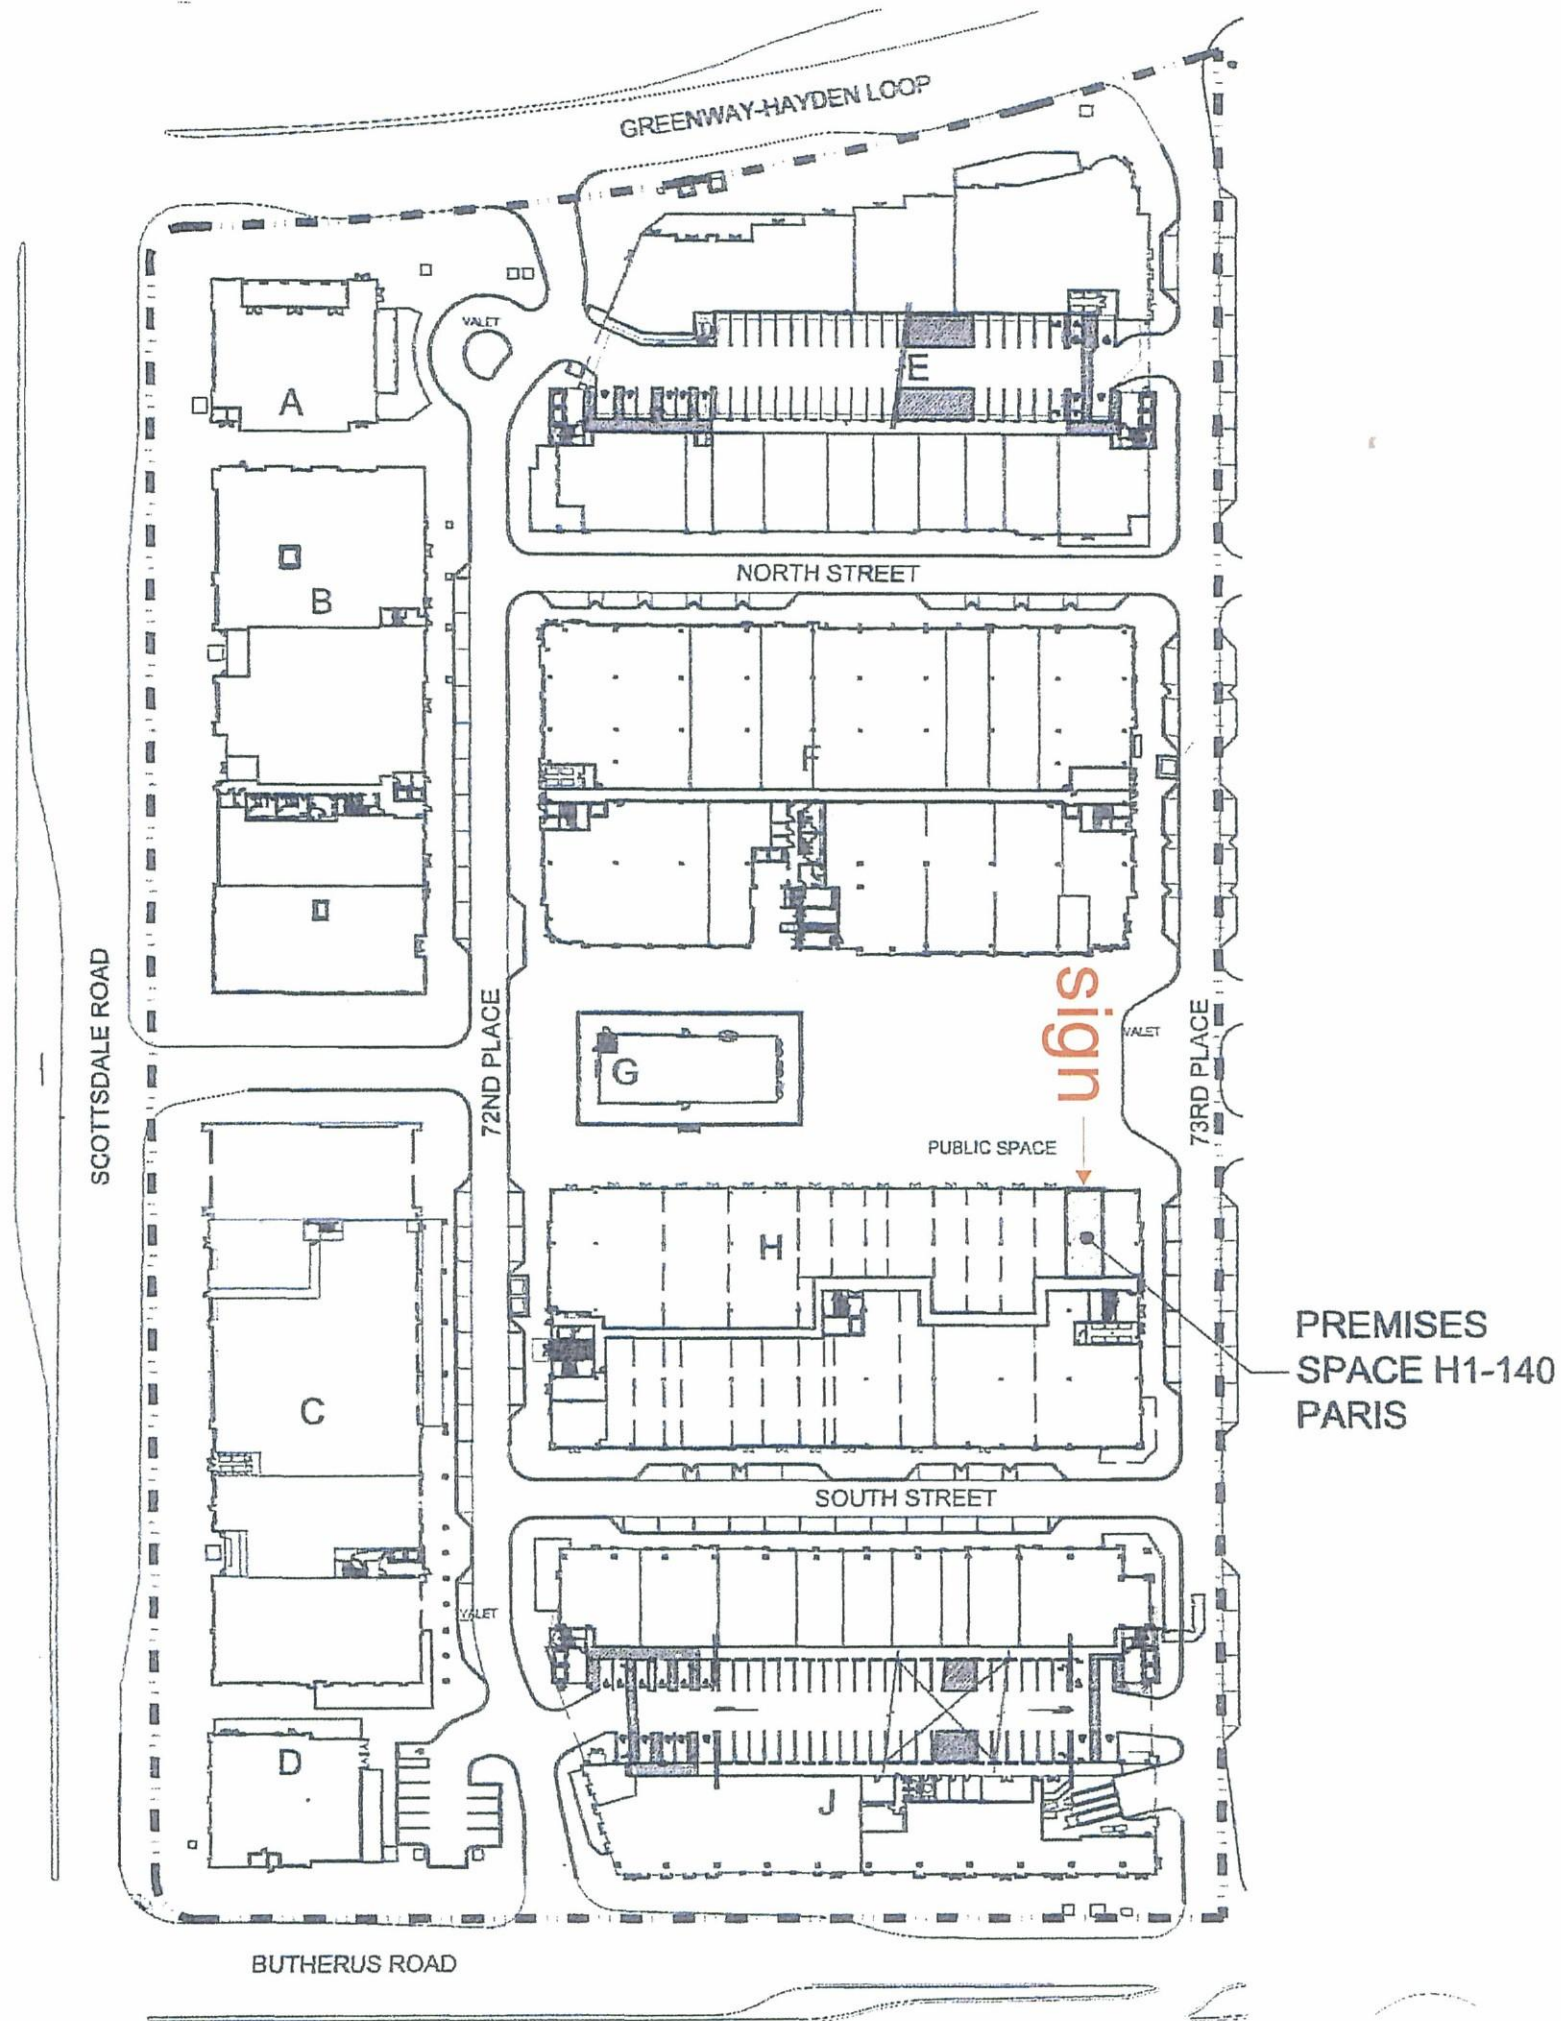 GREENWAY-HAYDEN LOOP
VALET
A
E
B
NORTH STREET
F
SCOTTSDALE ROAD
72ND PLACE
G
sign
VALET
73RD PLACE
PUBLIC SPACE
H
PREMISES
SPACE H1-140
PARIS
C
SOUTH STREET
VALET
D
J
BUTHERUS ROAD